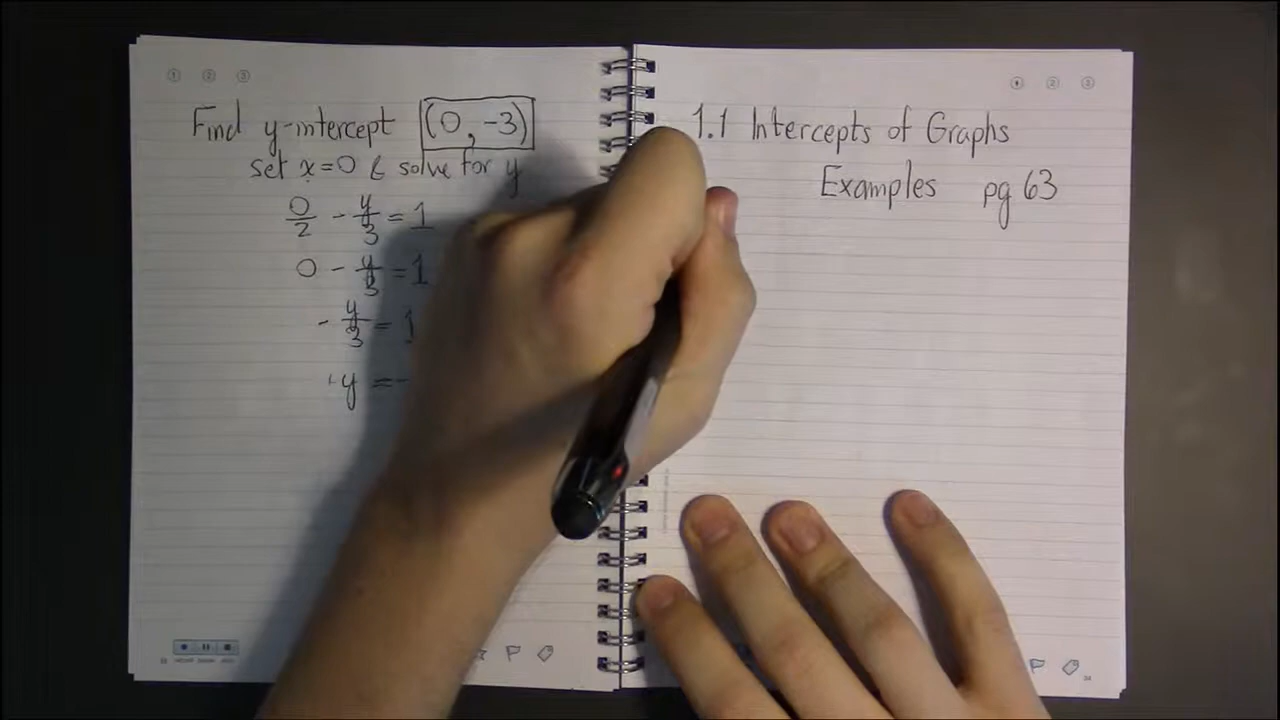 Find y-intercept (0, -3)
set x=0 & solve for y
0/2 - y/3 = 1
0 - y/3 = 1
- y/3 = 1
y = -
1.1 Intercepts of Graphs
Examples pg 63